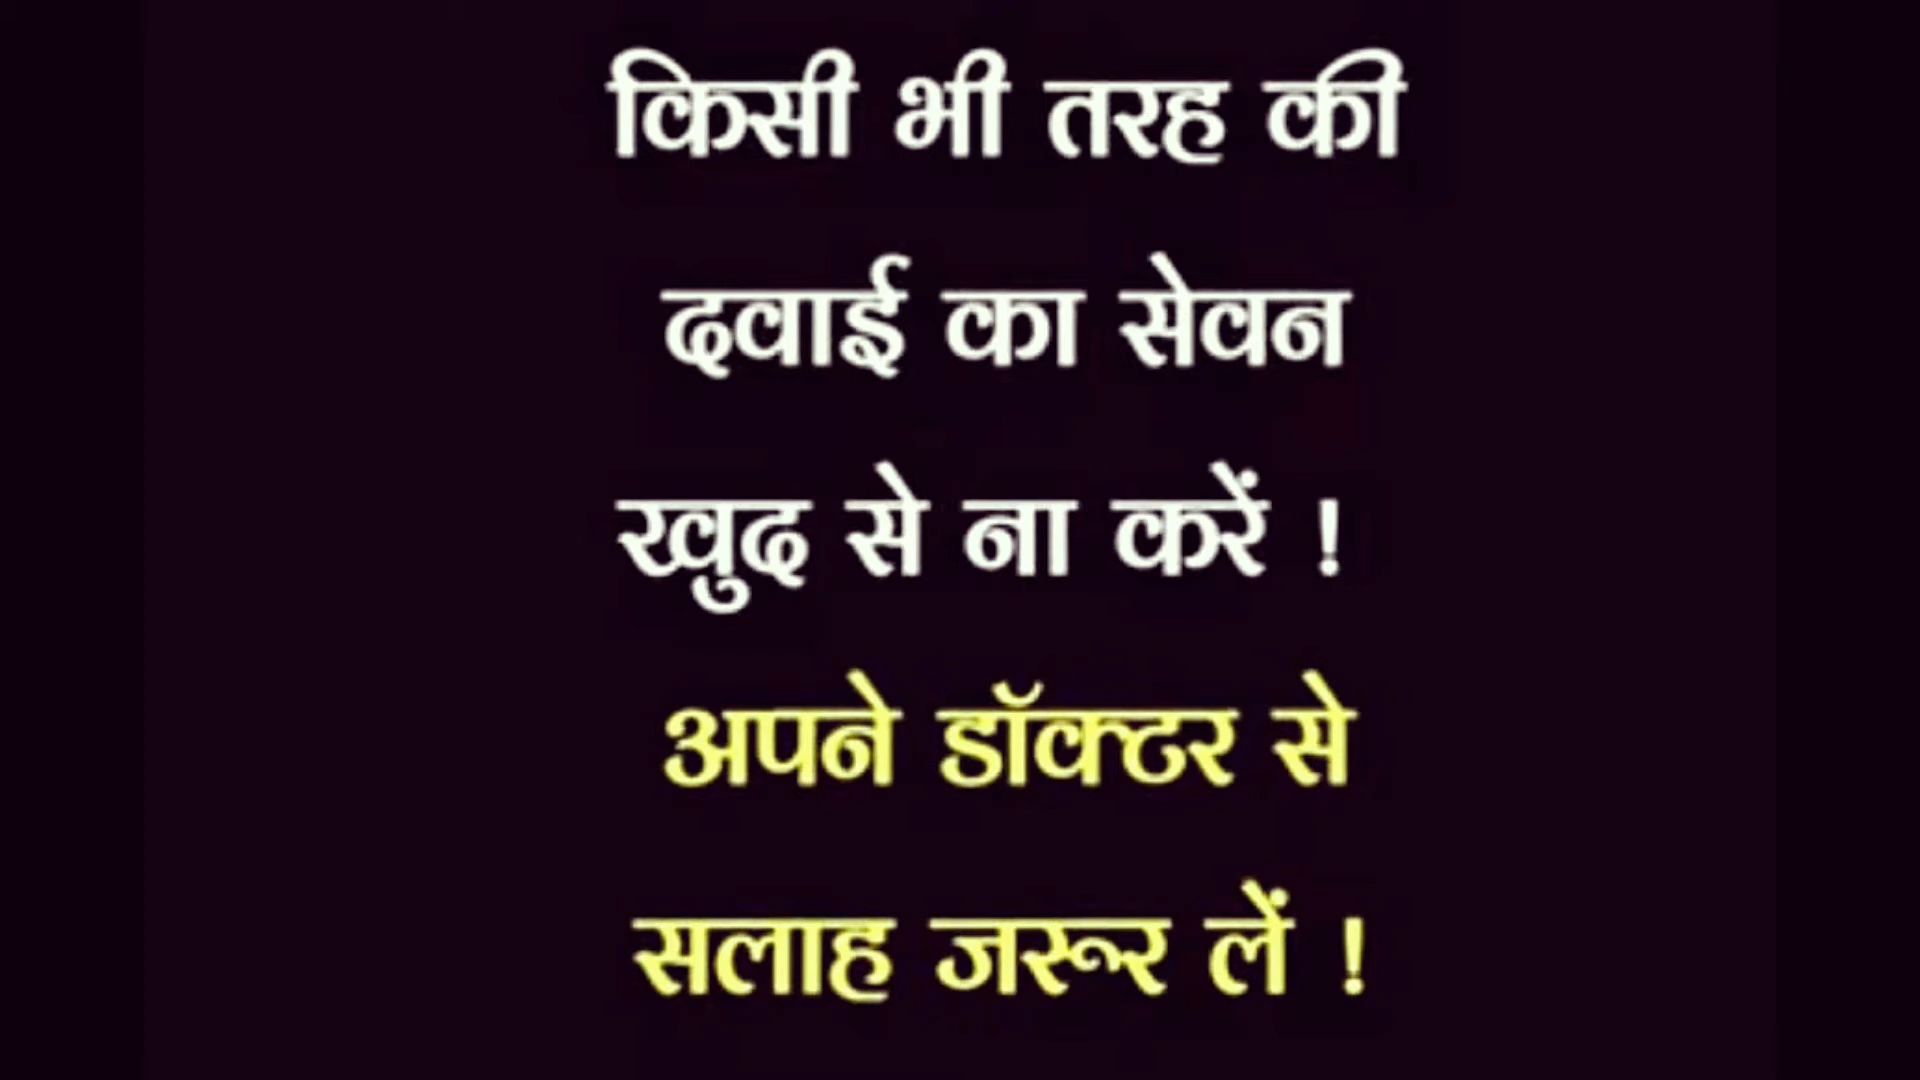 किसी भी तरह की
दवाई का सेवन
खुद से ना करें !
अपने डॉक्टर से
सलाह जरूर लें !